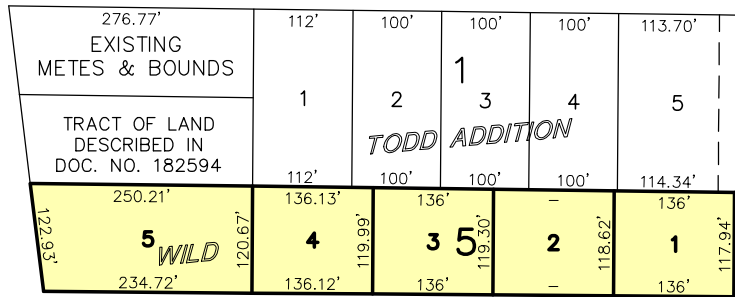 276.77' 112' 100' 100' 100' 113.70'
EXISTING
METES & BOUNDS
1
1 2 3 4 5
TRACT OF LAND
DESCRIBED IN
DOC. NO. 182594
TODD ADDITION
112' 100' 100' 100' 114.34'
250.21' 136.13' 136' – 136'
122.93' 5 WILD 120.67' 4 119.99' 3 5 119.30' 2 118.62' 1 117.94'
234.72' 136.12' 136' – 136'